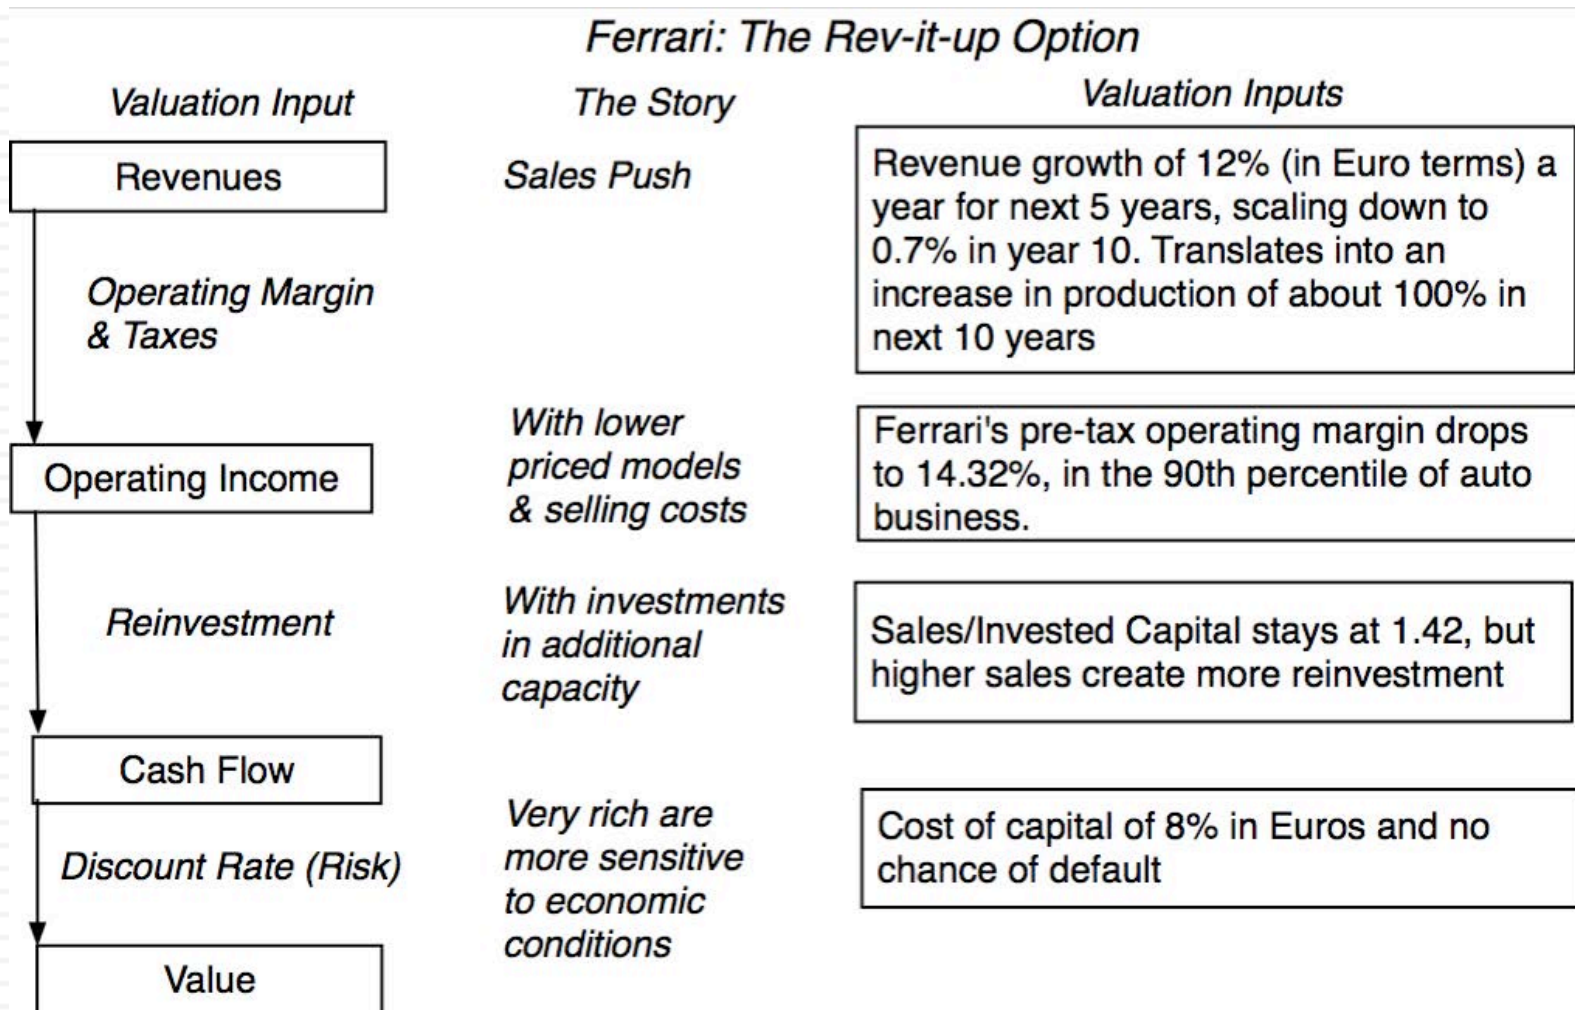 Ferrari: The Rev-it-up Option
Valuation Input
The Story
Valuation Inputs
Revenues
Sales Push
Revenue growth of 12% (in Euro terms) a
year for next 5 years, scaling down to
0.7% in year 10. Translates into an
increase in production of about 100% in
next 10 years
Operating Margin
& Taxes
Operating Income
With lower
priced models
& selling costs
Ferrari's pre-tax operating margin drops
to 14.32%, in the 90th percentile of auto
business.
Reinvestment
With investments
in additional
capacity
Sales/Invested Capital stays at 1.42, but
higher sales create more reinvestment
Cash Flow
Discount Rate (Risk)
Very rich are
more sensitive
to economic
conditions
Cost of capital of 8% in Euros and no
chance of default
Value